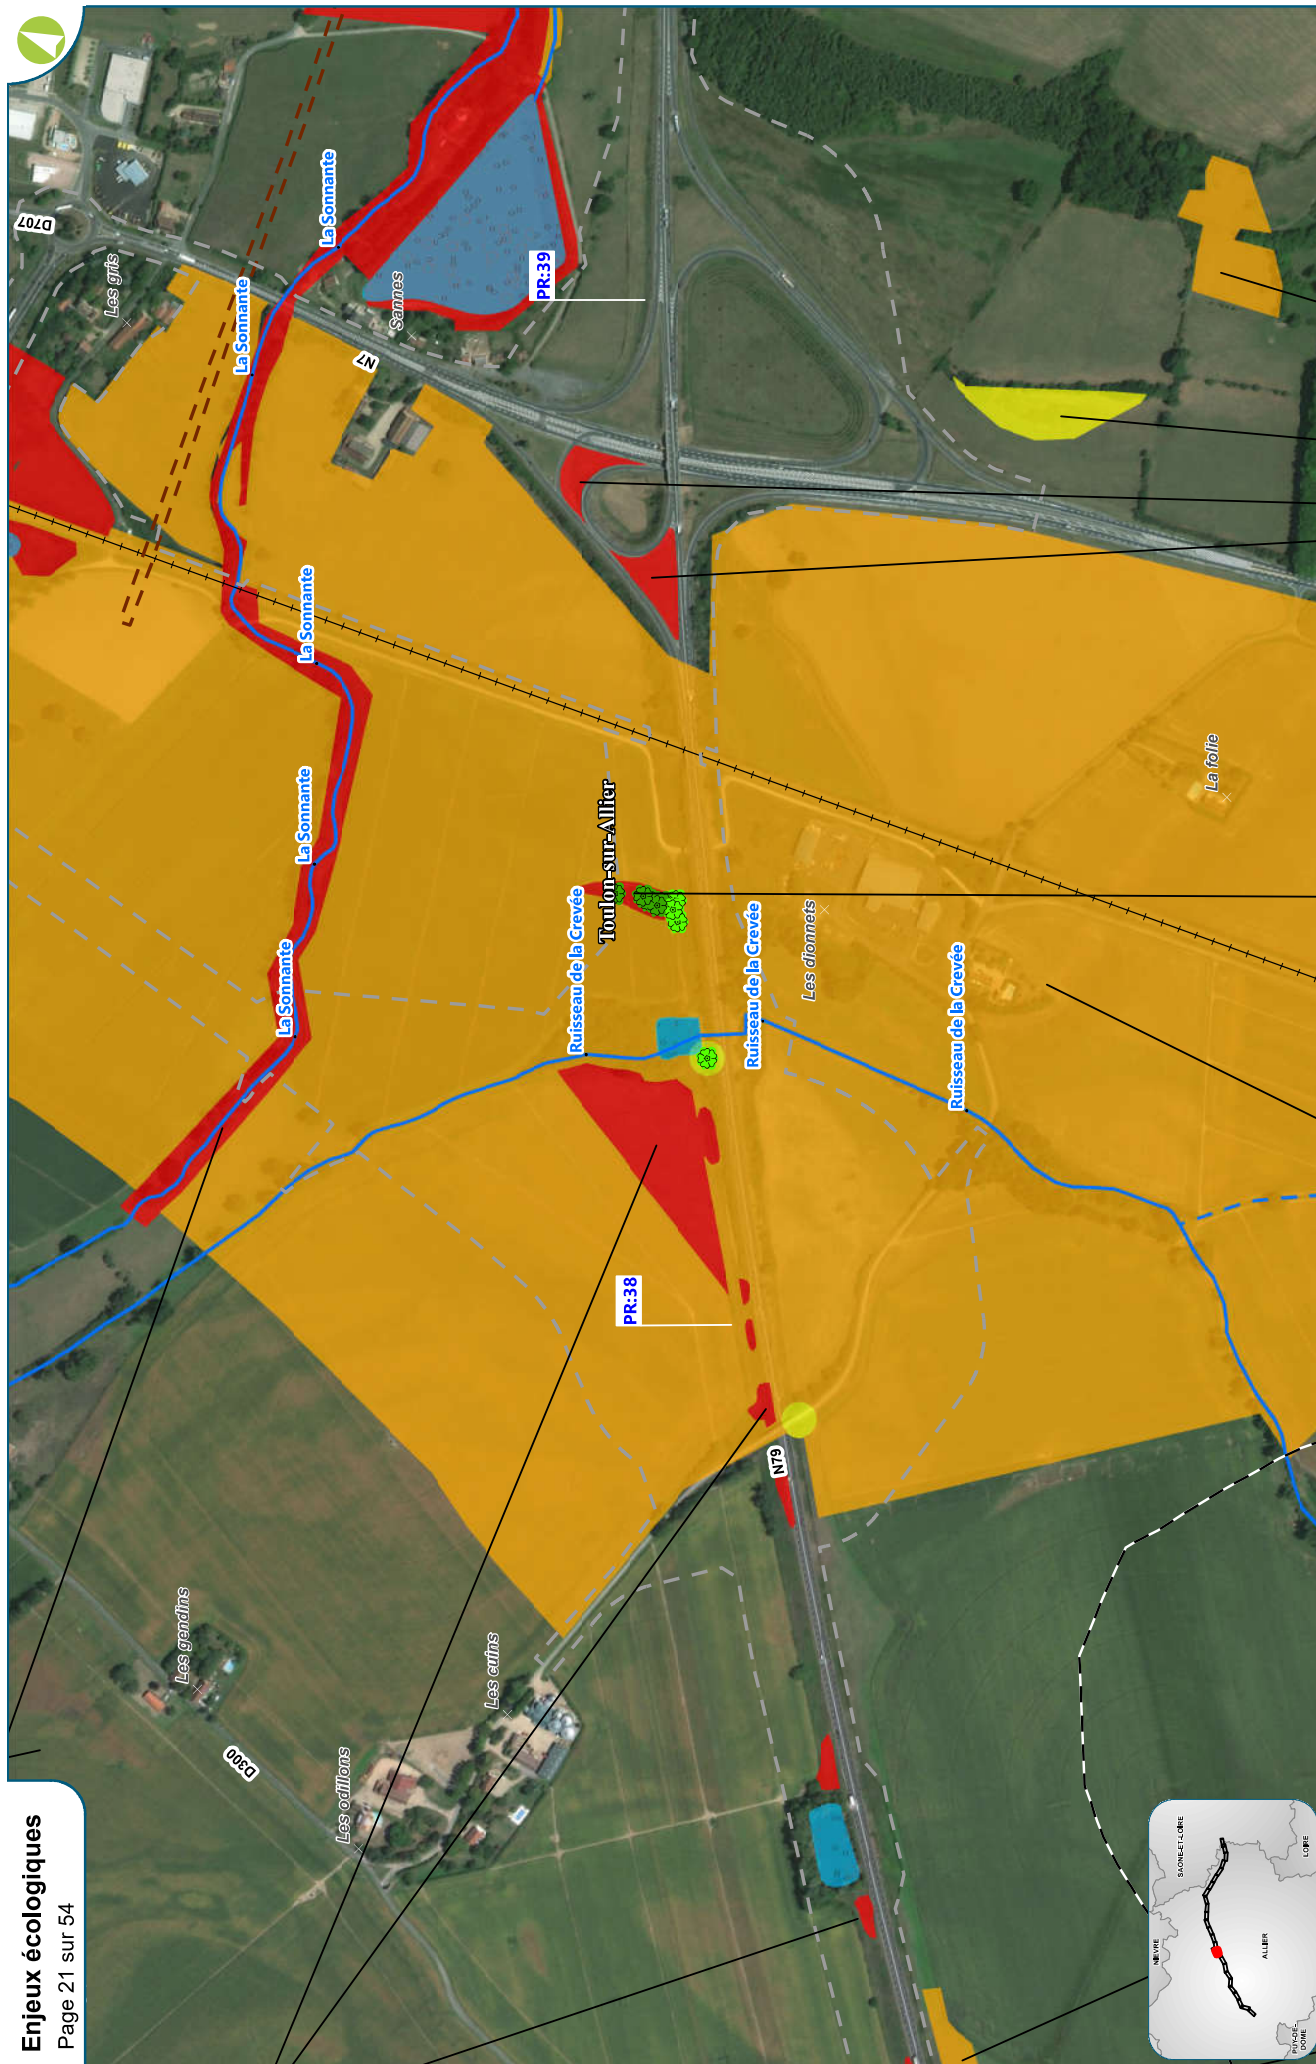 Enjeux écologiques
Page 21 sur 54
Les gendins
D300
Les odillons
Les cuins
La Sonnante
La Sonnante
La Sonnante
La Sonnante
La Sonnante
D707
Les gris
N7
Sannes
PR:39
Ruisseau de la Crevée
Toulon-sur-Allier
PR:38
N79
Ruisseau de la Crevée
Les dionnets
Ruisseau de la Crevée
La folie
NIEVRE
SAONE-ET-LOIRE
ALLIER
LOIRE
PUY-DE-
DOME